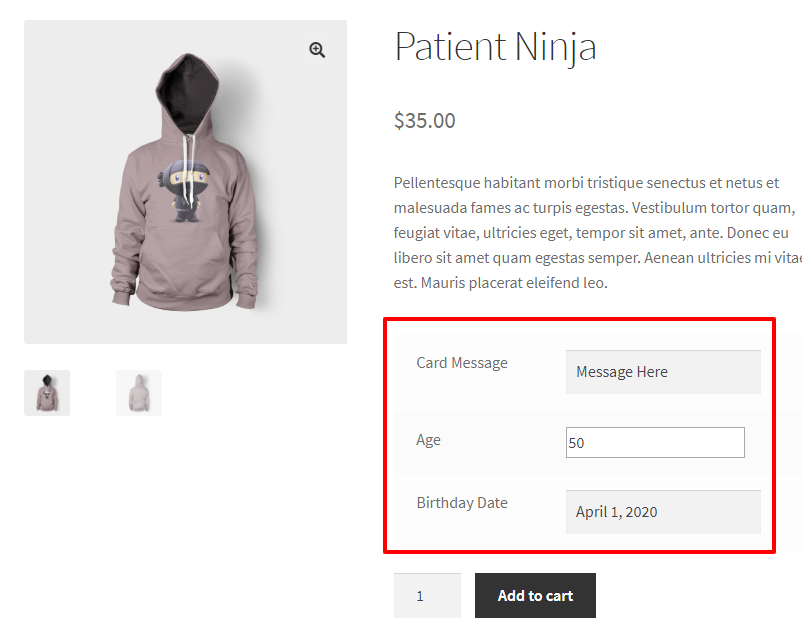 Patient Ninja
$35.00
Pellentesque habitant morbi tristique senectus et netus et
malesuada fames ac turpis egestas. Vestibulum tortor quam,
feugiat vitae, ultricies eget, tempor sit amet, ante. Donec eu
libero sit amet quam egestas semper. Aenean ultricies mi vitae
est. Mauris placerat eleifend leo.
Card Message
Message Here
Age
50
Birthday Date
April 1, 2020
1
Add to cart